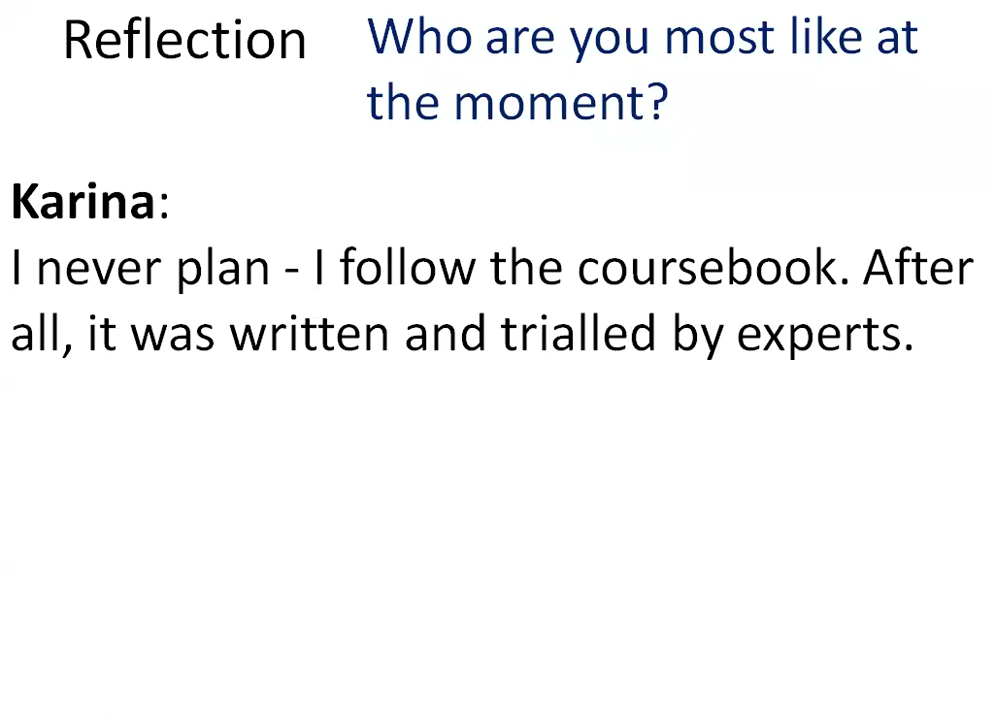 Reflection
Who are you most like at
the moment?
Karina:
I never plan - I follow the coursebook. After
all, it was written and trialled by experts.